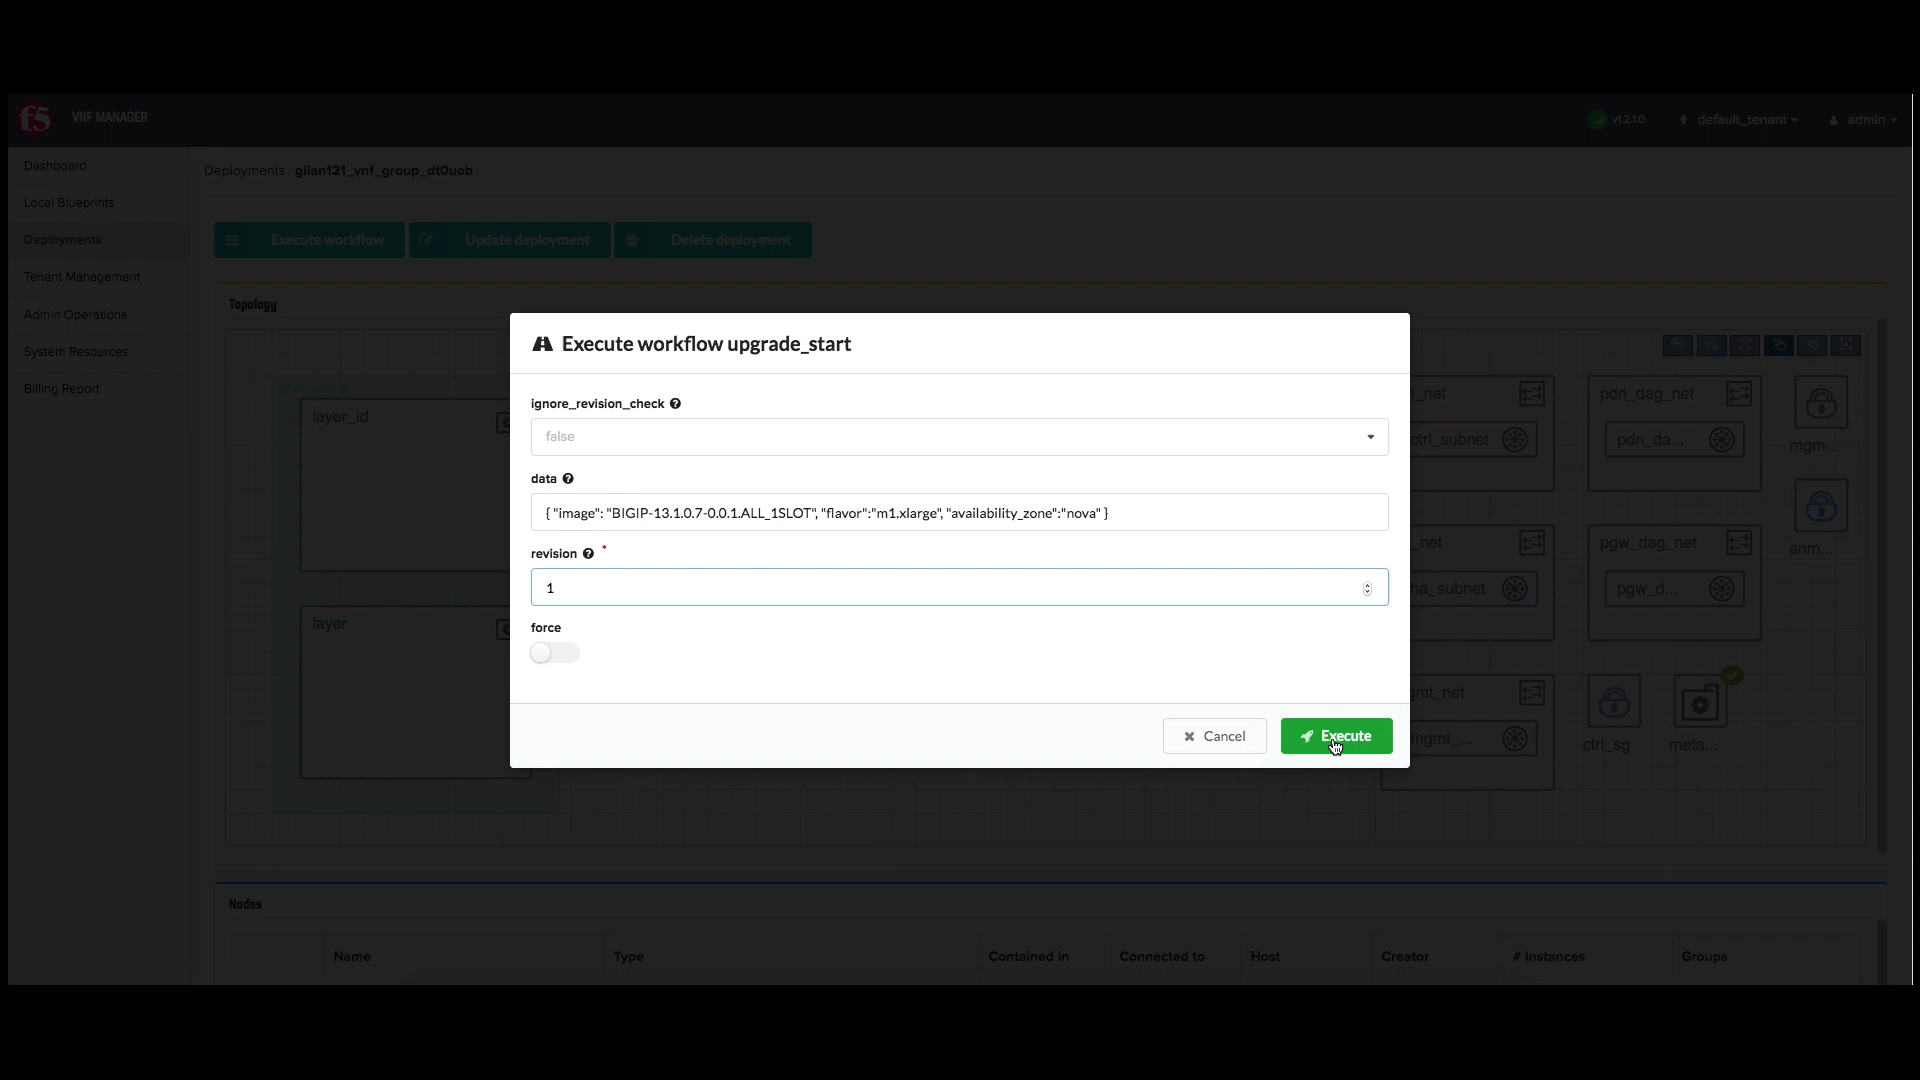 f5 VNF MANAGER
v1.2.1.0 default_tenant admin
Dashboard
Local Blueprints
Deployments
Tenant Management
Admin Operations
System Resources
Billing Report
Deployments gilan121_vnf_group_dt0uob
Execute workflow Update deployment Delete deployment
Topology
layer_id
layer
Execute workflow upgrade_start
ignore_revision_check
false
data
{ "image": "BIGIP-13.1.0.7-0.0.1.ALL_1SLOT", "flavor":"m1.xlarge", "availability_zone":"nova" }
revision *
1
force
Cancel Execute
_net
ctrl_subnet
pdn_dag_net
pdn_da...
mgm...
_net
ha_subnet
pgw_dag_net
pgw_d...
snm...
gmt_net
mgmt_...
ctrl_sg
meta...
Nodes
Name Type Contained in Connected to Host Creator # Instances Groups